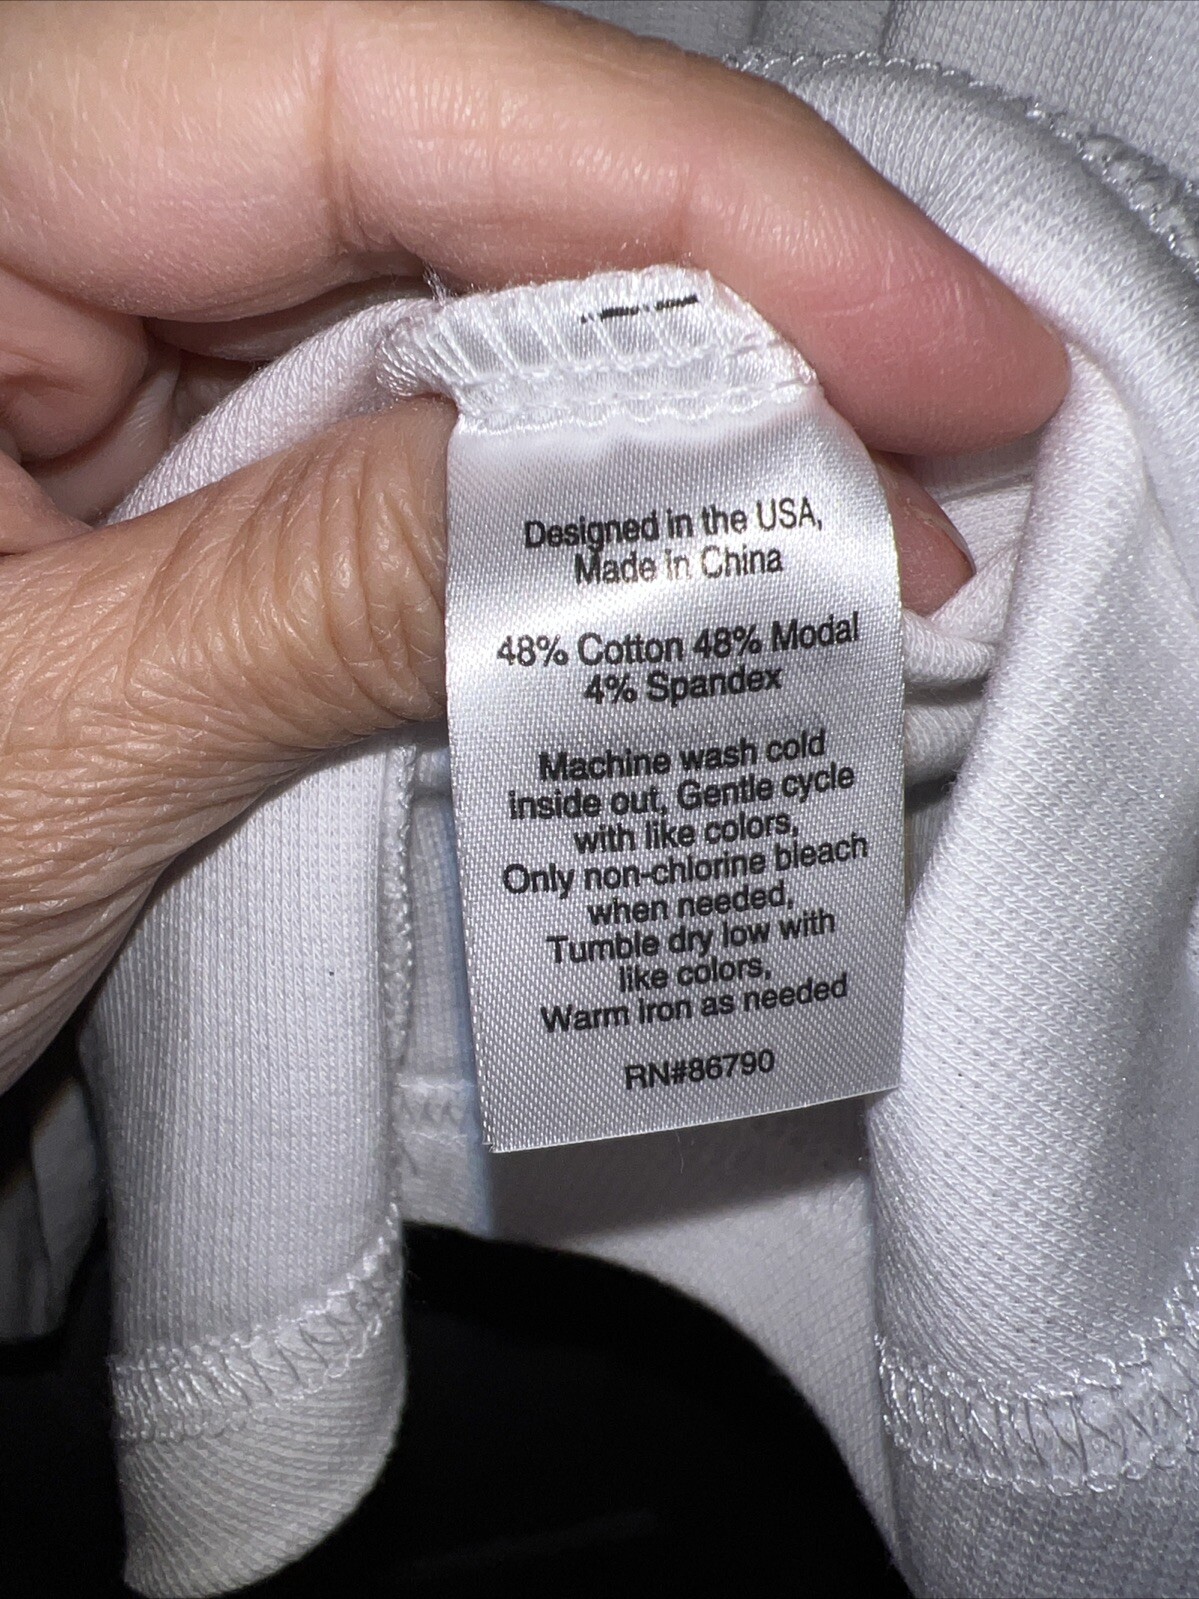 Designed in the USA,
Made in China
48% Cotton 48% Modal
4% Spandex
Machine wash cold
inside out, Gentle cycle
with like colors,
Only non-chlorine bleach
when needed,
Tumble dry low with
like colors,
Warm iron as needed
RN#86790